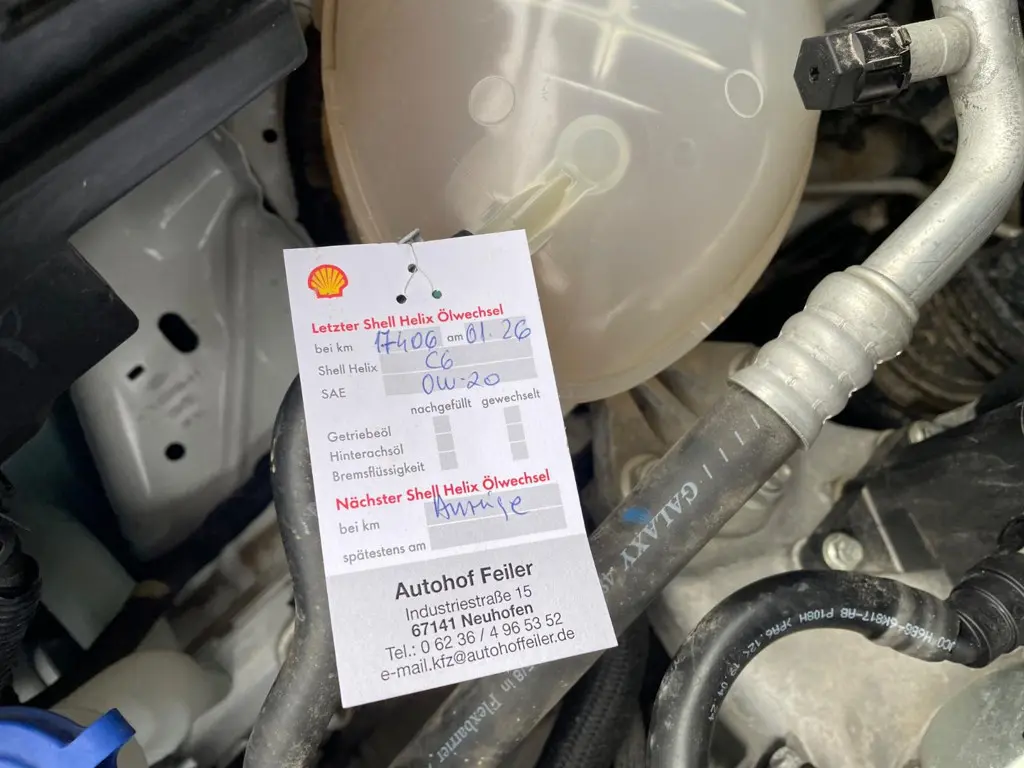 Letzter Shell Helix Ölwechsel
bei km 17406 am 01.26
Shell Helix C6
SAE 0W-20
nachgefüllt gewechselt
Getriebeöl
Hinterachsöl
Bremsflüssigkeit
Nächster Shell Helix Ölwechsel
bei km Anzeige
spätestens am
Autohof Feiler
Industriestraße 15
67141 Neuhofen
Tel.: 0 62 36 / 4 96 53 52
e-mail.kfz@autohoffeiler.de
GALAXY
in Flexbarrier